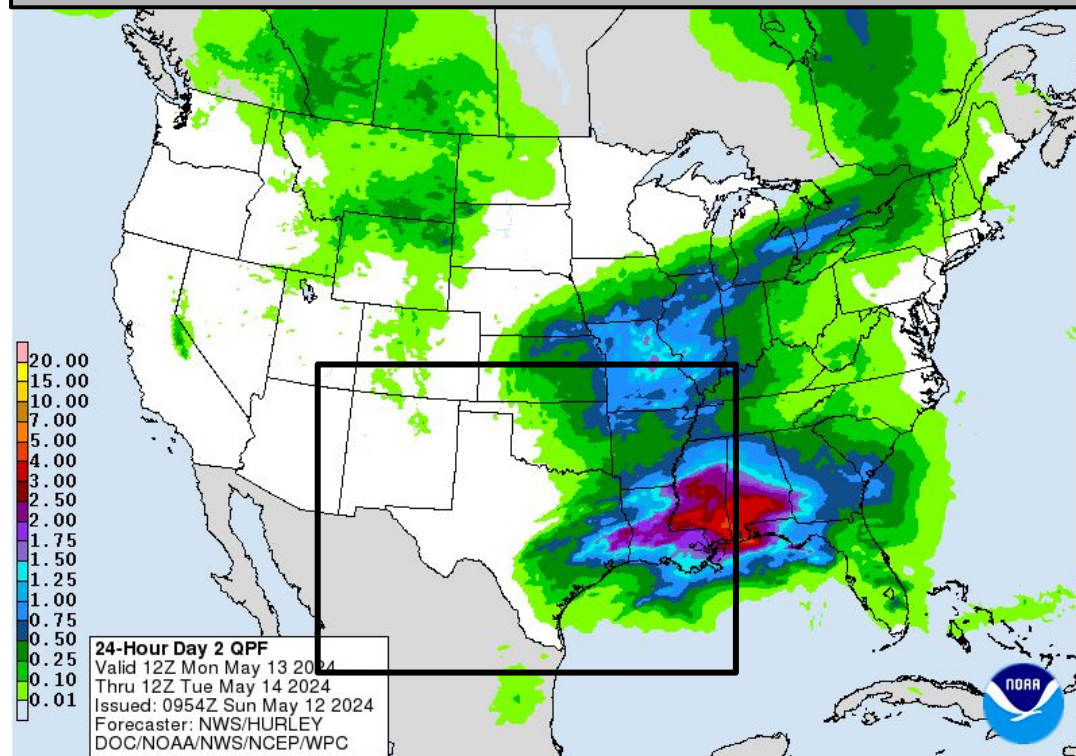 20.00
15.00
10.00
7.00
5.00
4.00
3.00
2.50
2.00
1.75
1.50
1.25
1.00
0.75
0.50
0.25
0.10
0.01
24-Hour Day 2 QPF
Valid 12Z Mon May 13 2024
Thru 12Z Tue May 14 2024
Issued: 0954Z Sun May 12 2024
Forecaster: NWS/HURLEY
DOC/NOAA/NWS/NCEP/WPC
NOAA